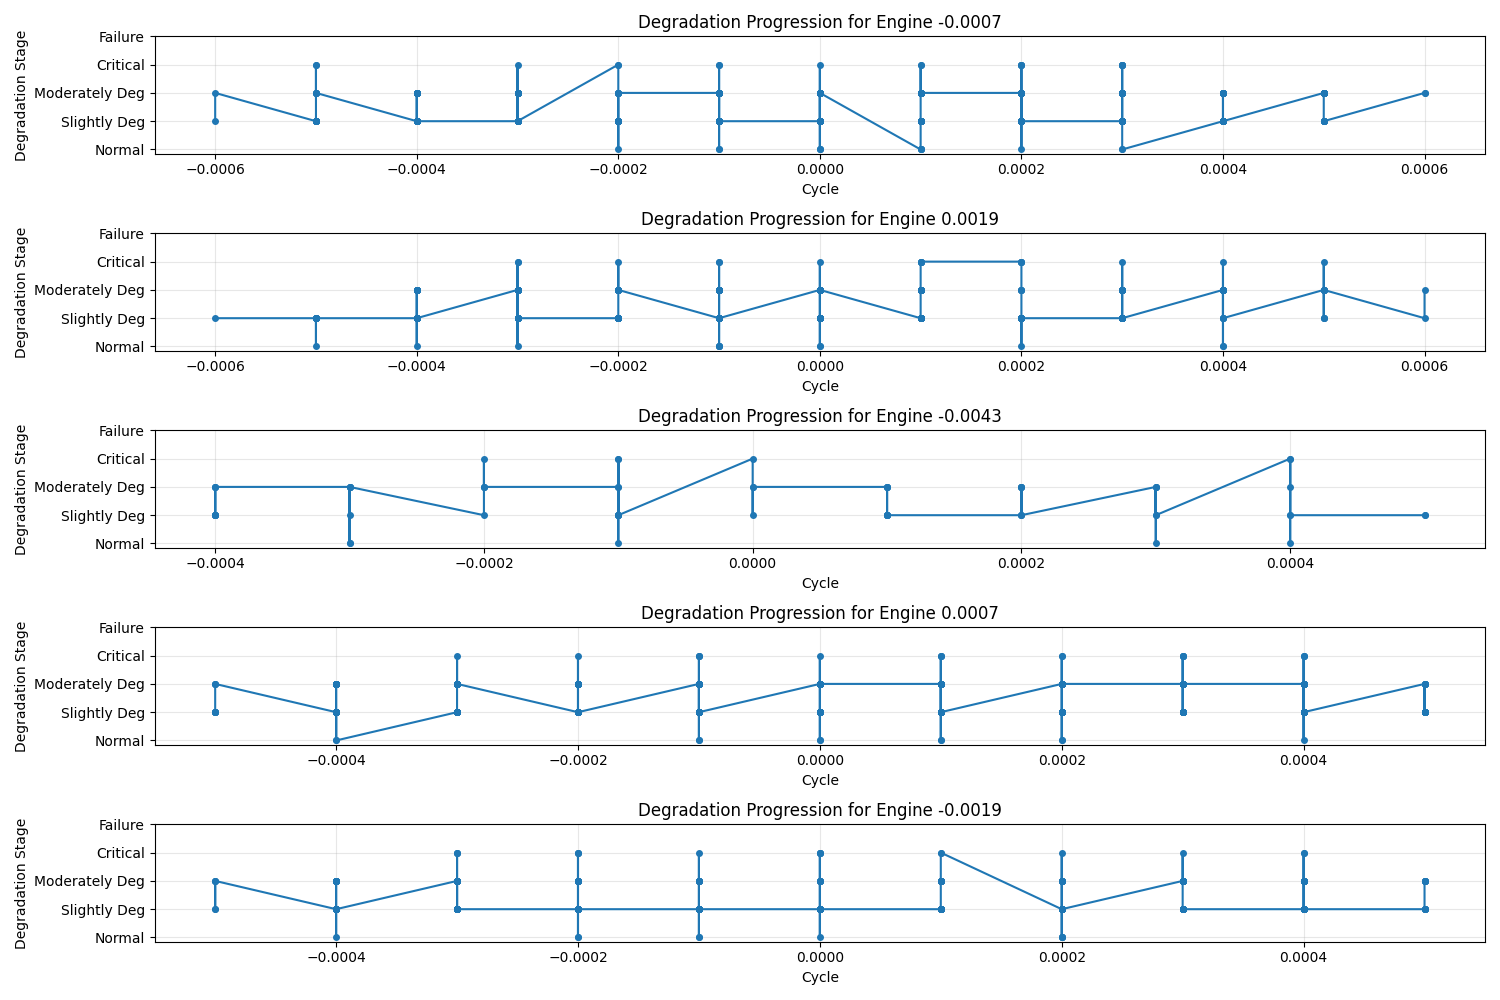 Degradation Progression for Engine -0.0007
Degradation Stage
Failure
Critical
Moderately Deg
Slightly Deg
Normal
−0.0006 −0.0004 −0.0002 0.0000 0.0002 0.0004 0.0006
Cycle
Degradation Progression for Engine 0.0019
Degradation Stage
Failure
Critical
Moderately Deg
Slightly Deg
Normal
−0.0006 −0.0004 −0.0002 0.0000 0.0002 0.0004 0.0006
Cycle
Degradation Progression for Engine -0.0043
Degradation Stage
Failure
Critical
Moderately Deg
Slightly Deg
Normal
−0.0004 −0.0002 0.0000 0.0002 0.0004
Cycle
Degradation Progression for Engine 0.0007
Degradation Stage
Failure
Critical
Moderately Deg
Slightly Deg
Normal
−0.0004 −0.0002 0.0000 0.0002 0.0004
Cycle
Degradation Progression for Engine -0.0019
Degradation Stage
Failure
Critical
Moderately Deg
Slightly Deg
Normal
−0.0004 −0.0002 0.0000 0.0002 0.0004
Cycle